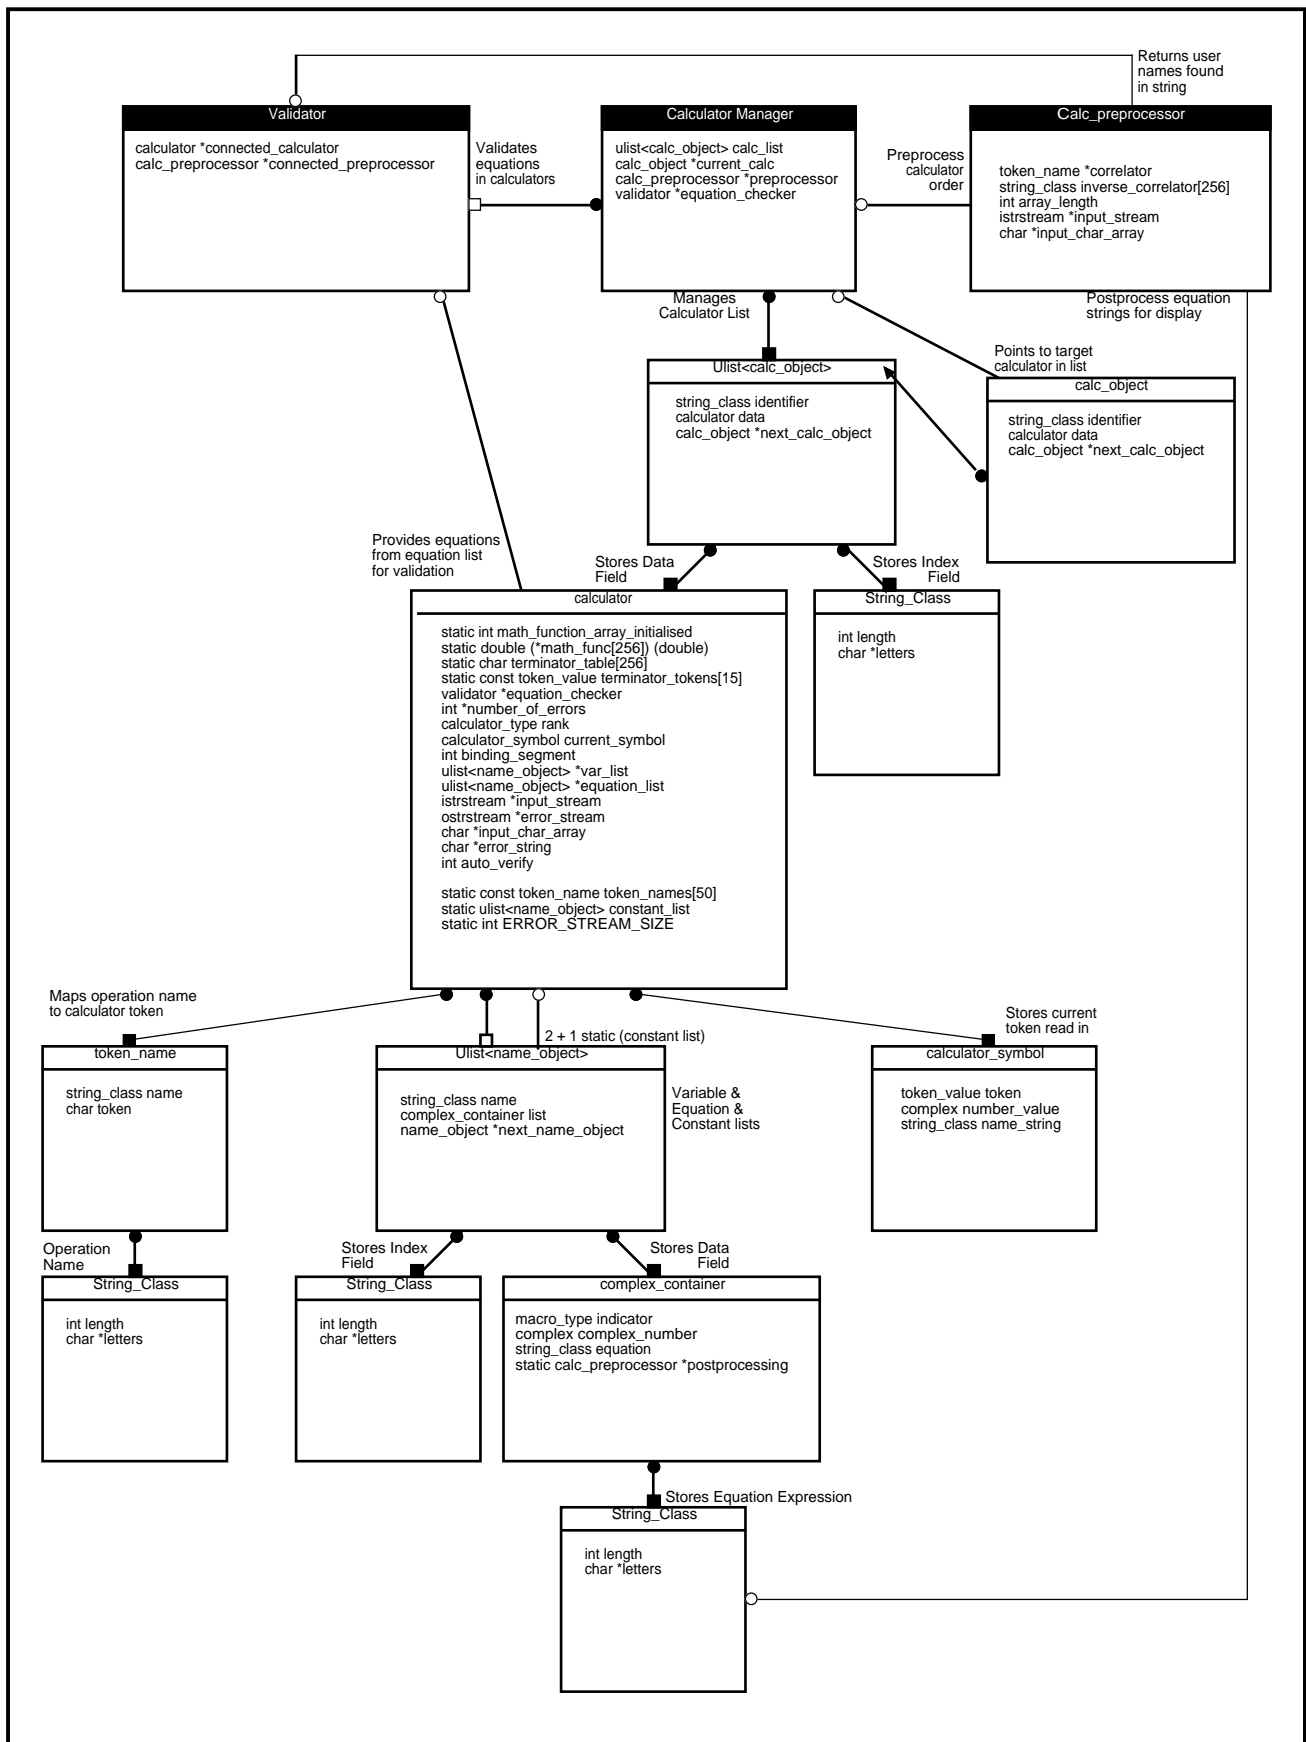 Returns user
names found
in string
Validator
calculator *connected_calculator
calc_preprocessor *connected_preprocessor
Validates
equations
in calculators
Calculator Manager
ulist<calc_object> calc_list
calc_object *current_calc
calc_preprocessor *preprocessor
validator *equation_checker
Preprocess
calculator
order
Calc_preprocessor
token_name *correlator
string_class inverse_correlator[256]
int array_length
istrstream *input_stream
char *input_char_array
Manages
Calculator List
Postprocess equation
strings for display
Points to target
calculator in list
Ulist<calc_object>
string_class identifier
calculator data
calc_object *next_calc_object
calc_object
string_class identifier
calculator data
calc_object *next_calc_object
Provides equations
from equation list
for validation
Stores Data
Field
Stores Index
Field
calculator
static int math_function_array_initialised
static double (*math_func[256]) (double)
static char terminator_table[256]
static const token_value terminator_tokens[15]
validator *equation_checker
int *number_of_errors
calculator_type rank
calculator_symbol current_symbol
int binding_segment
ulist<name_object> *var_list
ulist<name_object> *equation_list
istrstream *input_stream
ostrstream *error_stream
char *input_char_array
char *error_string
int auto_verify
static const token_name token_names[50]
static ulist<name_object> constant_list
static int ERROR_STREAM_SIZE
String_Class
int length
char *letters
Maps operation name
to calculator token
2 + 1 static (constant list)
Stores current
token read in
token_name
string_class name
char token
Ulist<name_object>
string_class name
complex_container list
name_object *next_name_object
Variable &
Equation &
Constant lists
calculator_symbol
token_value token
complex number_value
string_class name_string
Operation
Name
Stores Index
Field
Stores Data
Field
String_Class
int length
char *letters
String_Class
int length
char *letters
complex_container
macro_type indicator
complex complex_number
string_class equation
static calc_preprocessor *postprocessing
Stores Equation Expression
String_Class
int length
char *letters